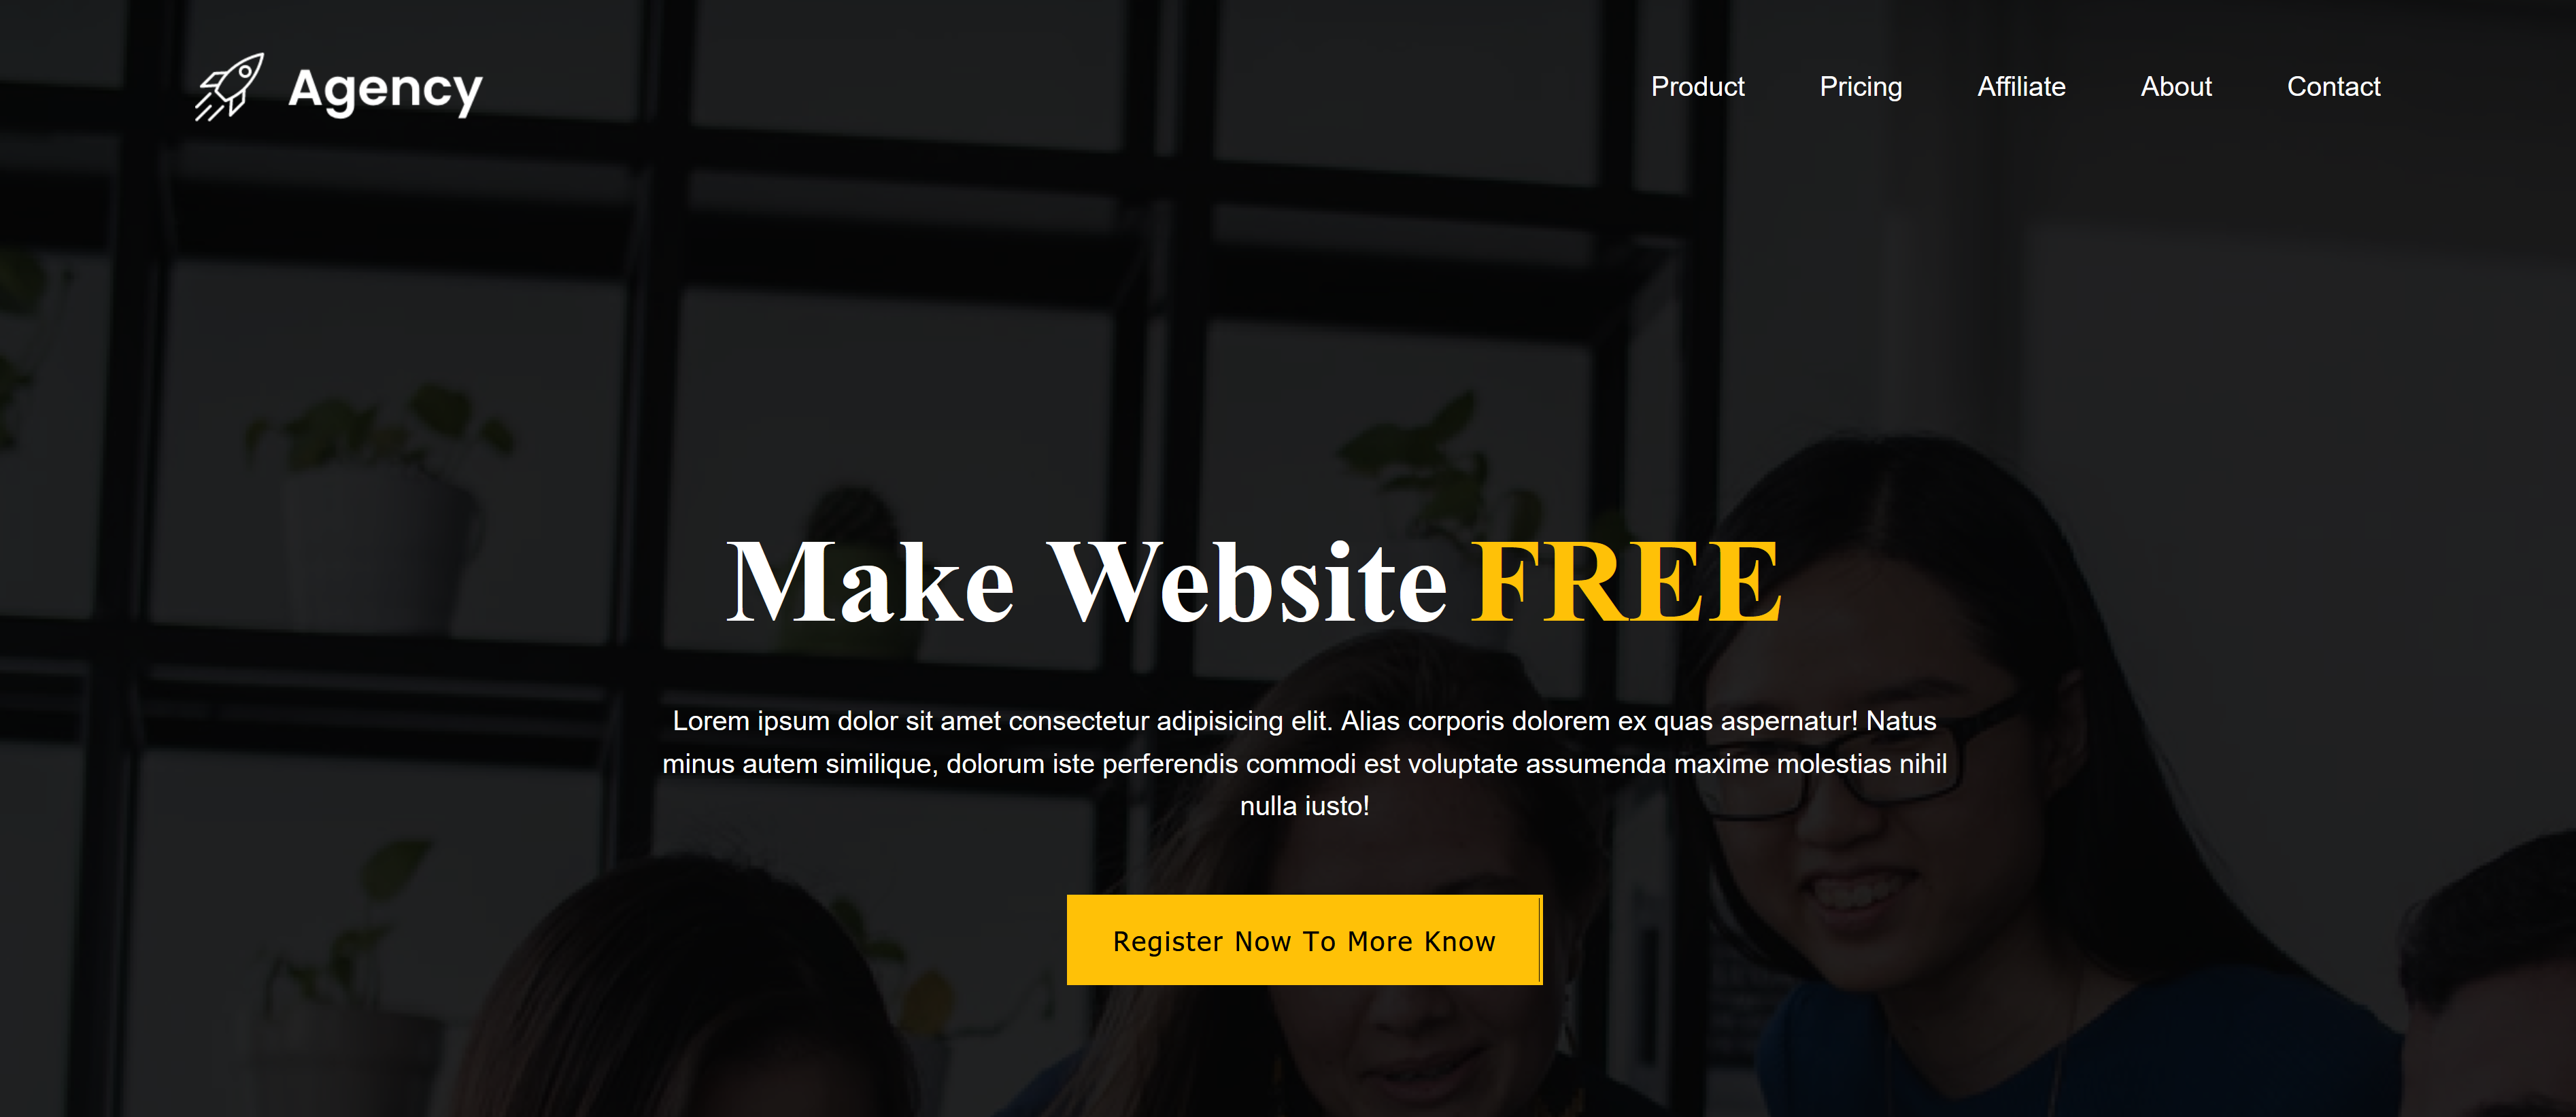 Agency
Product Pricing Affiliate About Contact
Make Website FREE
Lorem ipsum dolor sit amet consectetur adipisicing elit. Alias corporis dolorem ex quas aspernatur! Natus
minus autem similique, dolorum iste perferendis commodi est voluptate assumenda maxime molestias nihil
nulla iusto!
Register Now To More Know